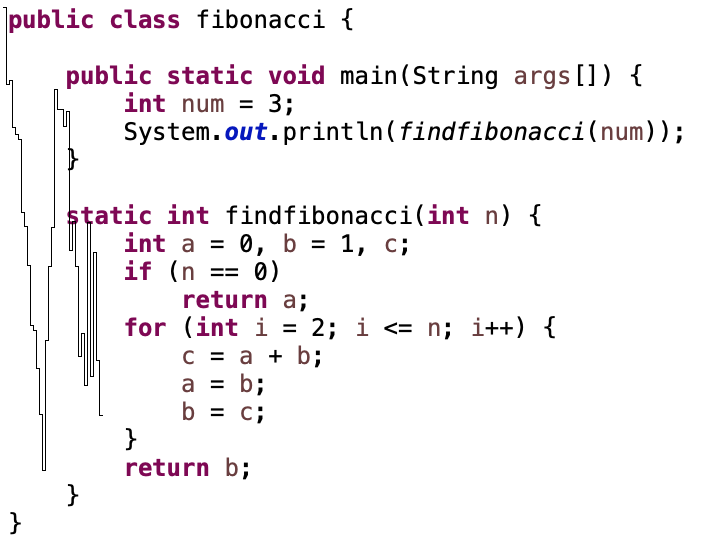 public class fibonacci {
public static void main(String args[]) {
int num = 3;
System.out.println(findfibonacci(num));
}
static int findfibonacci(int n) {
int a = 0, b = 1, c;
if (n == 0)
return a;
for (int i = 2; i <= n; i++) {
c = a + b;
a = b;
b = c;
}
return b;
}
}